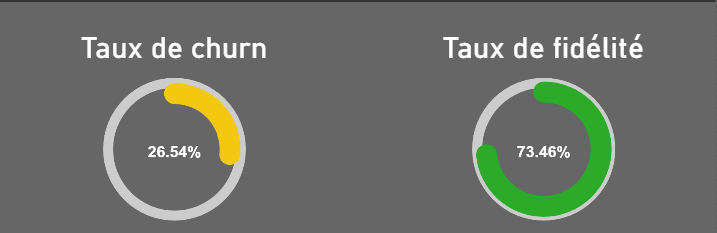 Taux de churn
Taux de fidélité
26.54%
73.46%